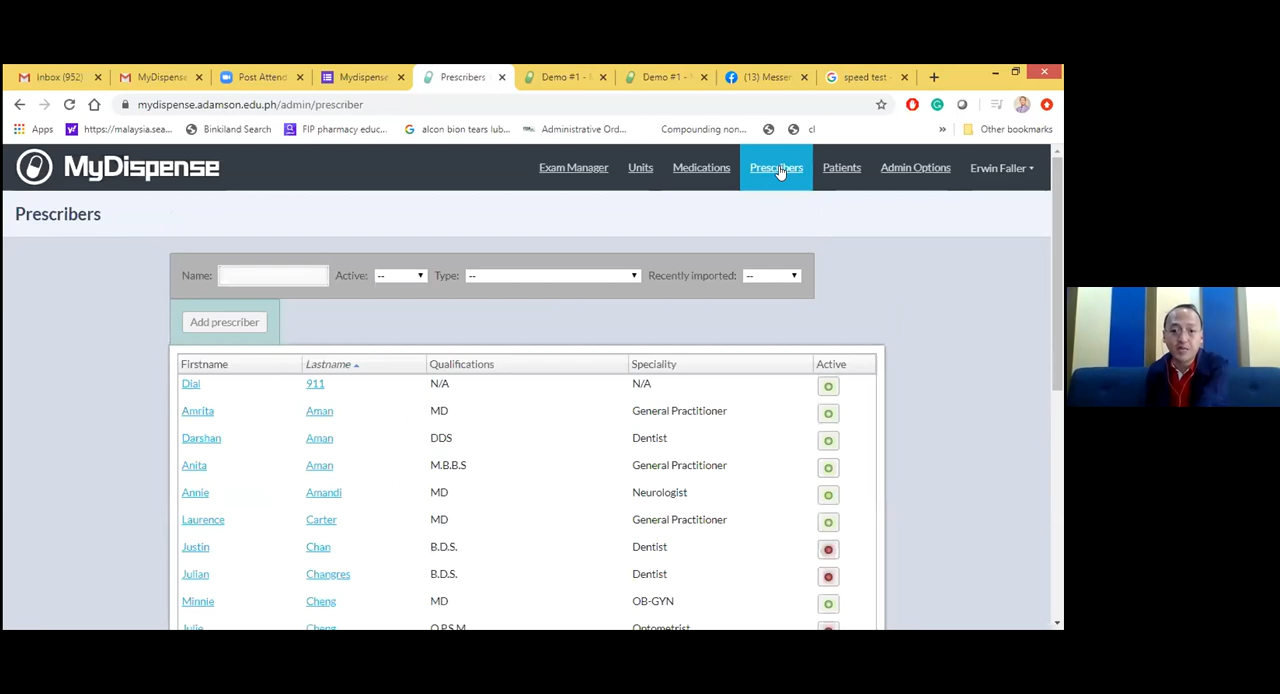 Inbox (952)
MyDispense
Post Attend
Mydispense
Prescribers
Demo #1 -
Demo #1 -
(13) Messen
speed test
mydispense.adamson.edu.ph/admin/prescriber
Apps
https://malaysia.sea...
Binkiland Search
FIP pharmacy educ...
alcon bion tears lub...
Administrative Ord...
Compounding non...
cl
»
Other bookmarks
MyDispense
Exam Manager
Units
Medications
Prescribers
Patients
Admin Options
Erwin Faller
Prescribers
Name:
Active: --
Type: --
Recently imported: --
Add prescriber
Firstname Lastname Qualifications Speciality Active
Dial 911 N/A N/A
Amrita Aman MD General Practitioner
Darshan Aman DDS Dentist
Anita Aman M.B.B.S General Practitioner
Annie Amandi MD Neurologist
Laurence Carter MD General Practitioner
Justin Chan B.D.S. Dentist
Julian Changres B.D.S. Dentist
Minnie Cheng MD OB-GYN
Julie Cheng O.P.S.M. Optometrist